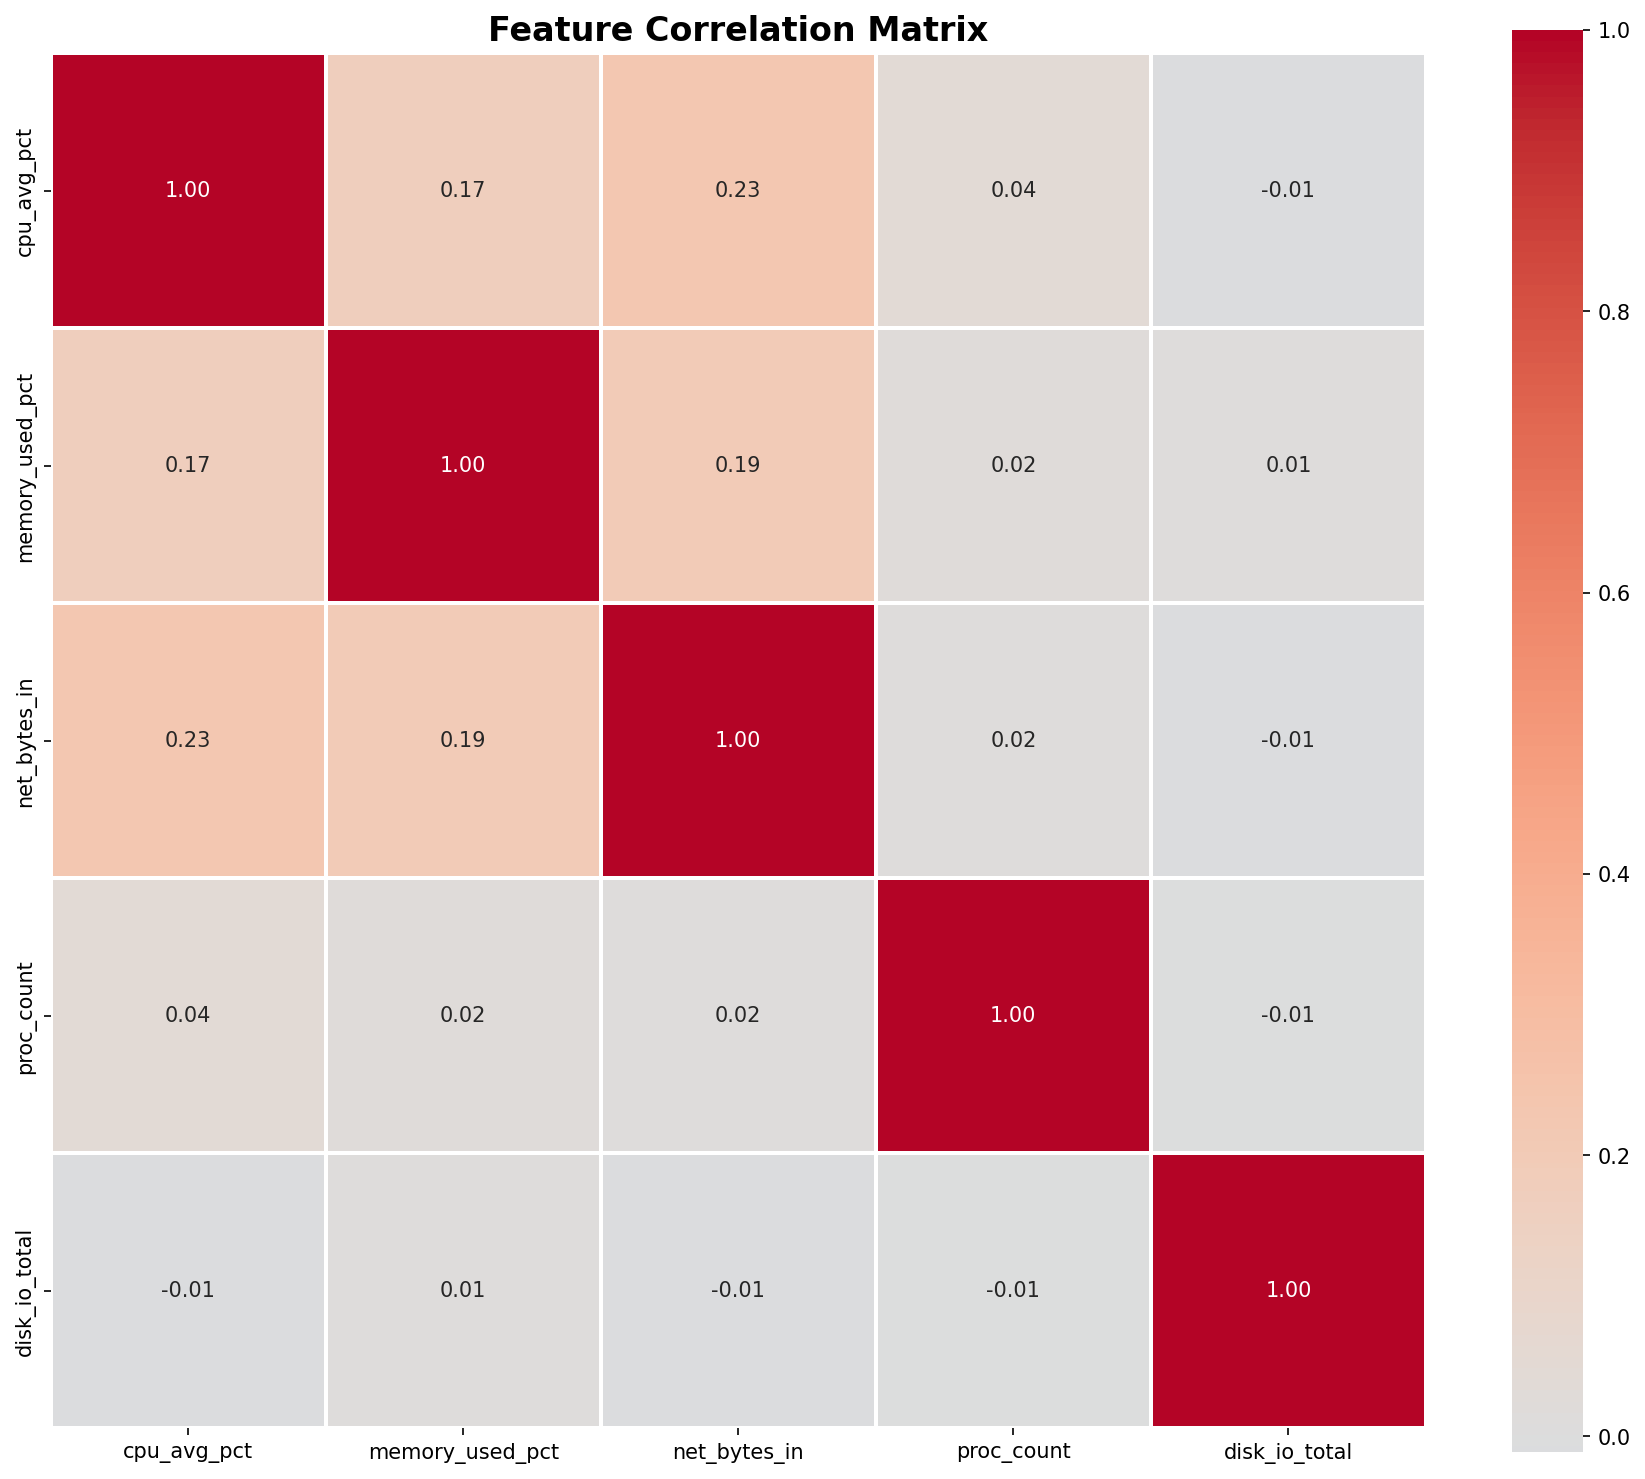 Feature Correlation Matrix
cpu_avg_pct
1.00
0.17
0.23
0.04
-0.01
memory_used_pct
0.17
1.00
0.19
0.02
0.01
net_bytes_in
0.23
0.19
1.00
0.02
-0.01
proc_count
0.04
0.02
0.02
1.00
-0.01
disk_io_total
-0.01
0.01
-0.01
-0.01
1.00
cpu_avg_pct
memory_used_pct
net_bytes_in
proc_count
disk_io_total
1.0
0.8
0.6
0.4
0.2
0.0